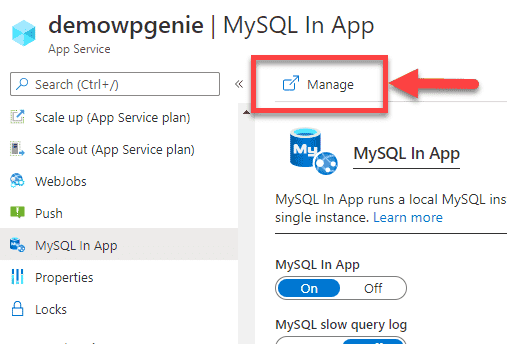 demowpgenie | MySQL In App
App Service
Search (Ctrl+/)
«
Manage
Scale up (App Service plan)
Scale out (App Service plan)
WebJobs
Push
MySQL In App
Properties
Locks
My
MySQL In App
MySQL In App runs a local MySQL ins
single instance. Learn more
MySQL In App
On Off
MySQL slow query log